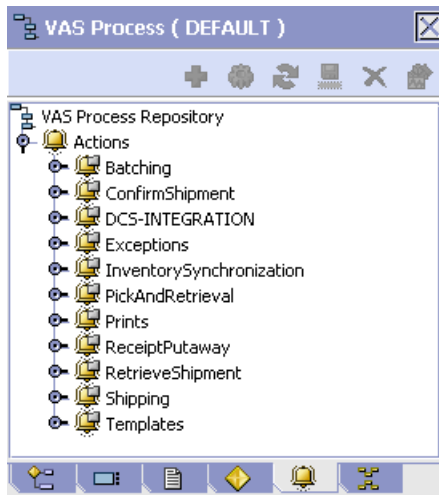 VAS Process ( DEFAULT )
VAS Process Repository
Actions
Batching
ConfirmShipment
DCS-INTEGRATION
Exceptions
InventorySynchronization
PickAndRetrieval
Prints
ReceiptPutaway
RetrieveShipment
Shipping
Templates